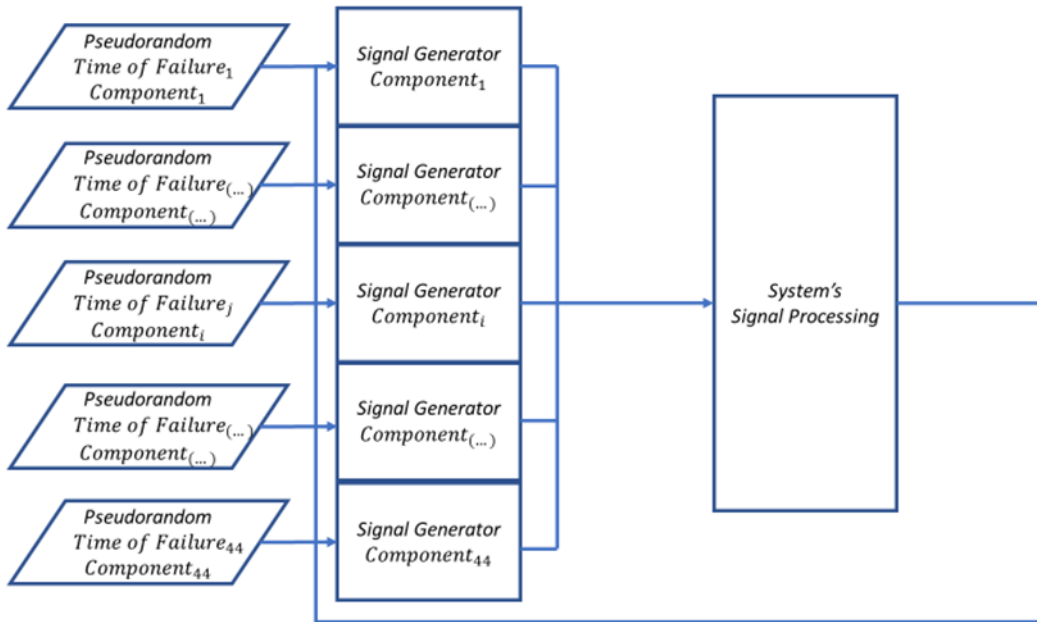 Pseudorandom
Time of Failure₁
Component₁
Signal Generator
Component₁
Pseudorandom
Time of Failure₍…₎
Component₍…₎
Signal Generator
Component₍…₎
Pseudorandom
Time of Failureⱼ
Componentᵢ
Signal Generator
Componentᵢ
System's
Signal Processing
Pseudorandom
Time of Failure₍…₎
Component₍…₎
Signal Generator
Component₍…₎
Pseudorandom
Time of Failure₄₄
Component₄₄
Signal Generator
Component₄₄